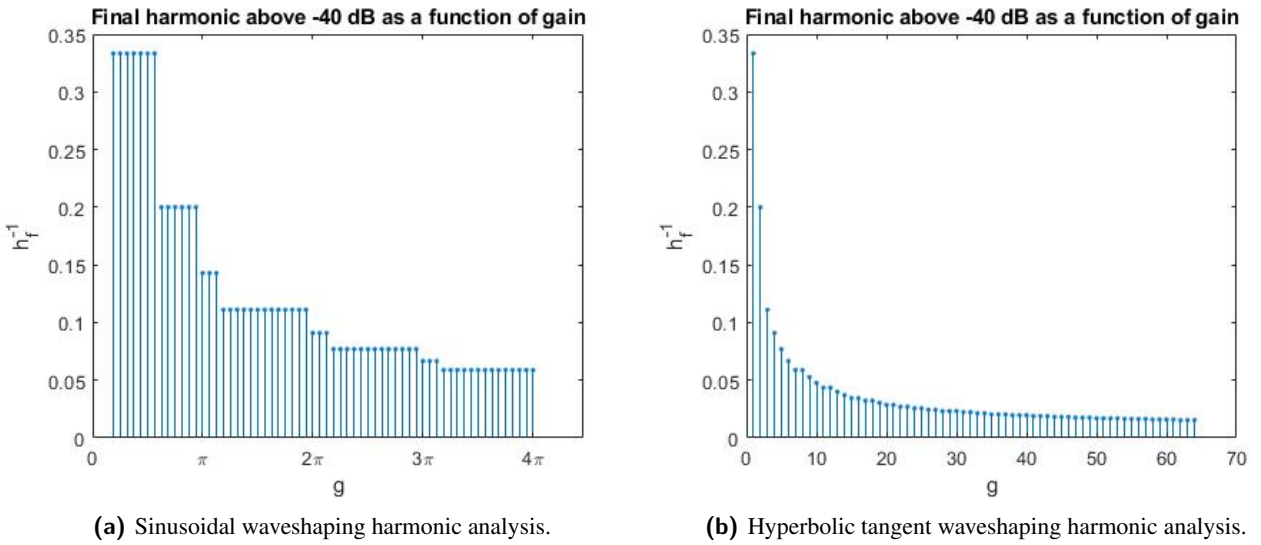 Final harmonic above -40 dB as a function of gain
0.35
0.3
0.25
0.2
0.15
0.1
0.05
0
h_f^-1
0 π 2π 3π 4π
g
(a) Sinusoidal waveshaping harmonic analysis.
Final harmonic above -40 dB as a function of gain
0.35
0.3
0.25
0.2
0.15
0.1
0.05
0
h_f^-1
0 10 20 30 40 50 60 70
g
(b) Hyperbolic tangent waveshaping harmonic analysis.